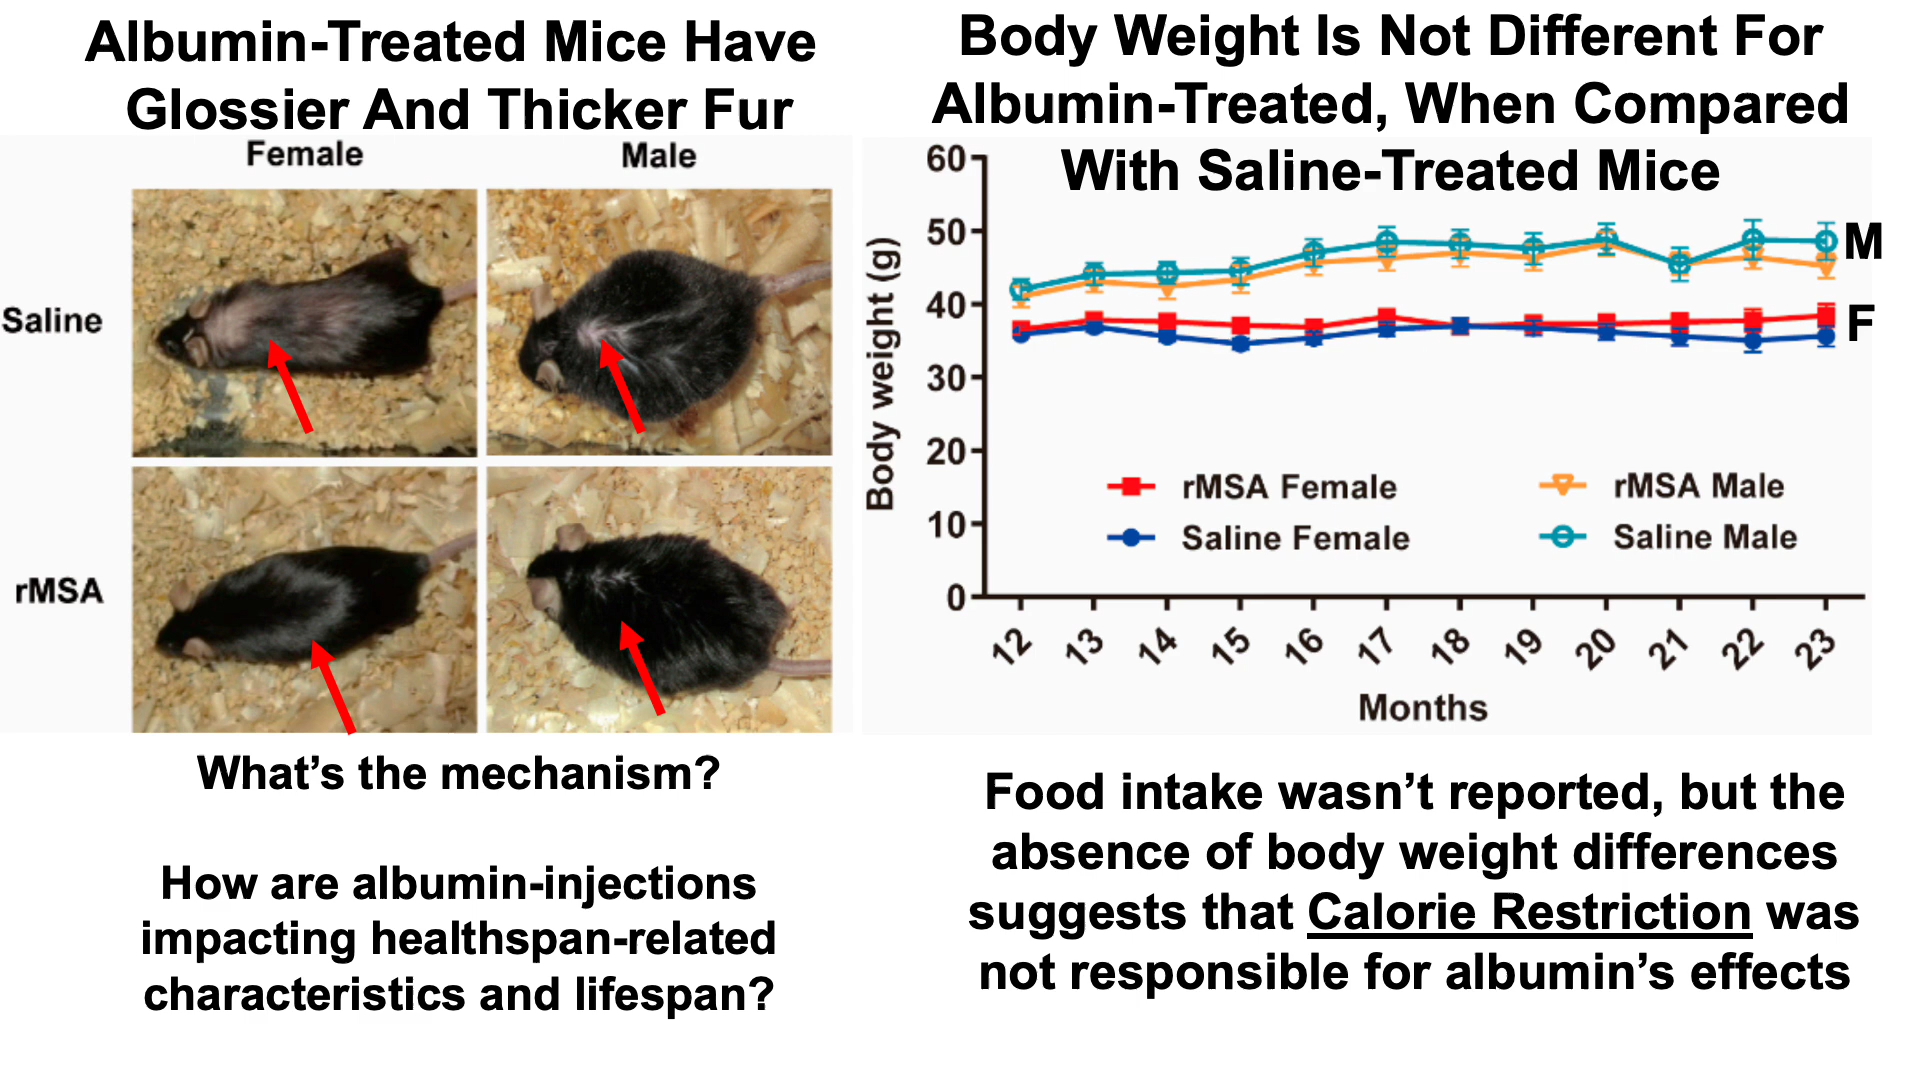 Albumin-Treated Mice Have
Glossier And Thicker Fur
Female
Male
Saline
rMSA
What’s the mechanism?
How are albumin-injections
impacting healthspan-related
characteristics and lifespan?
Body Weight Is Not Different For
Albumin-Treated, When Compared
With Saline-Treated Mice
Body weight (g)
60
50
40
30
20
10
0
M
F
rMSA Female
rMSA Male
Saline Female
Saline Male
12 13 14 15 16 17 18 19 20 21 22 23
Months
Food intake wasn’t reported, but the
absence of body weight differences
suggests that Calorie Restriction was
not responsible for albumin’s effects